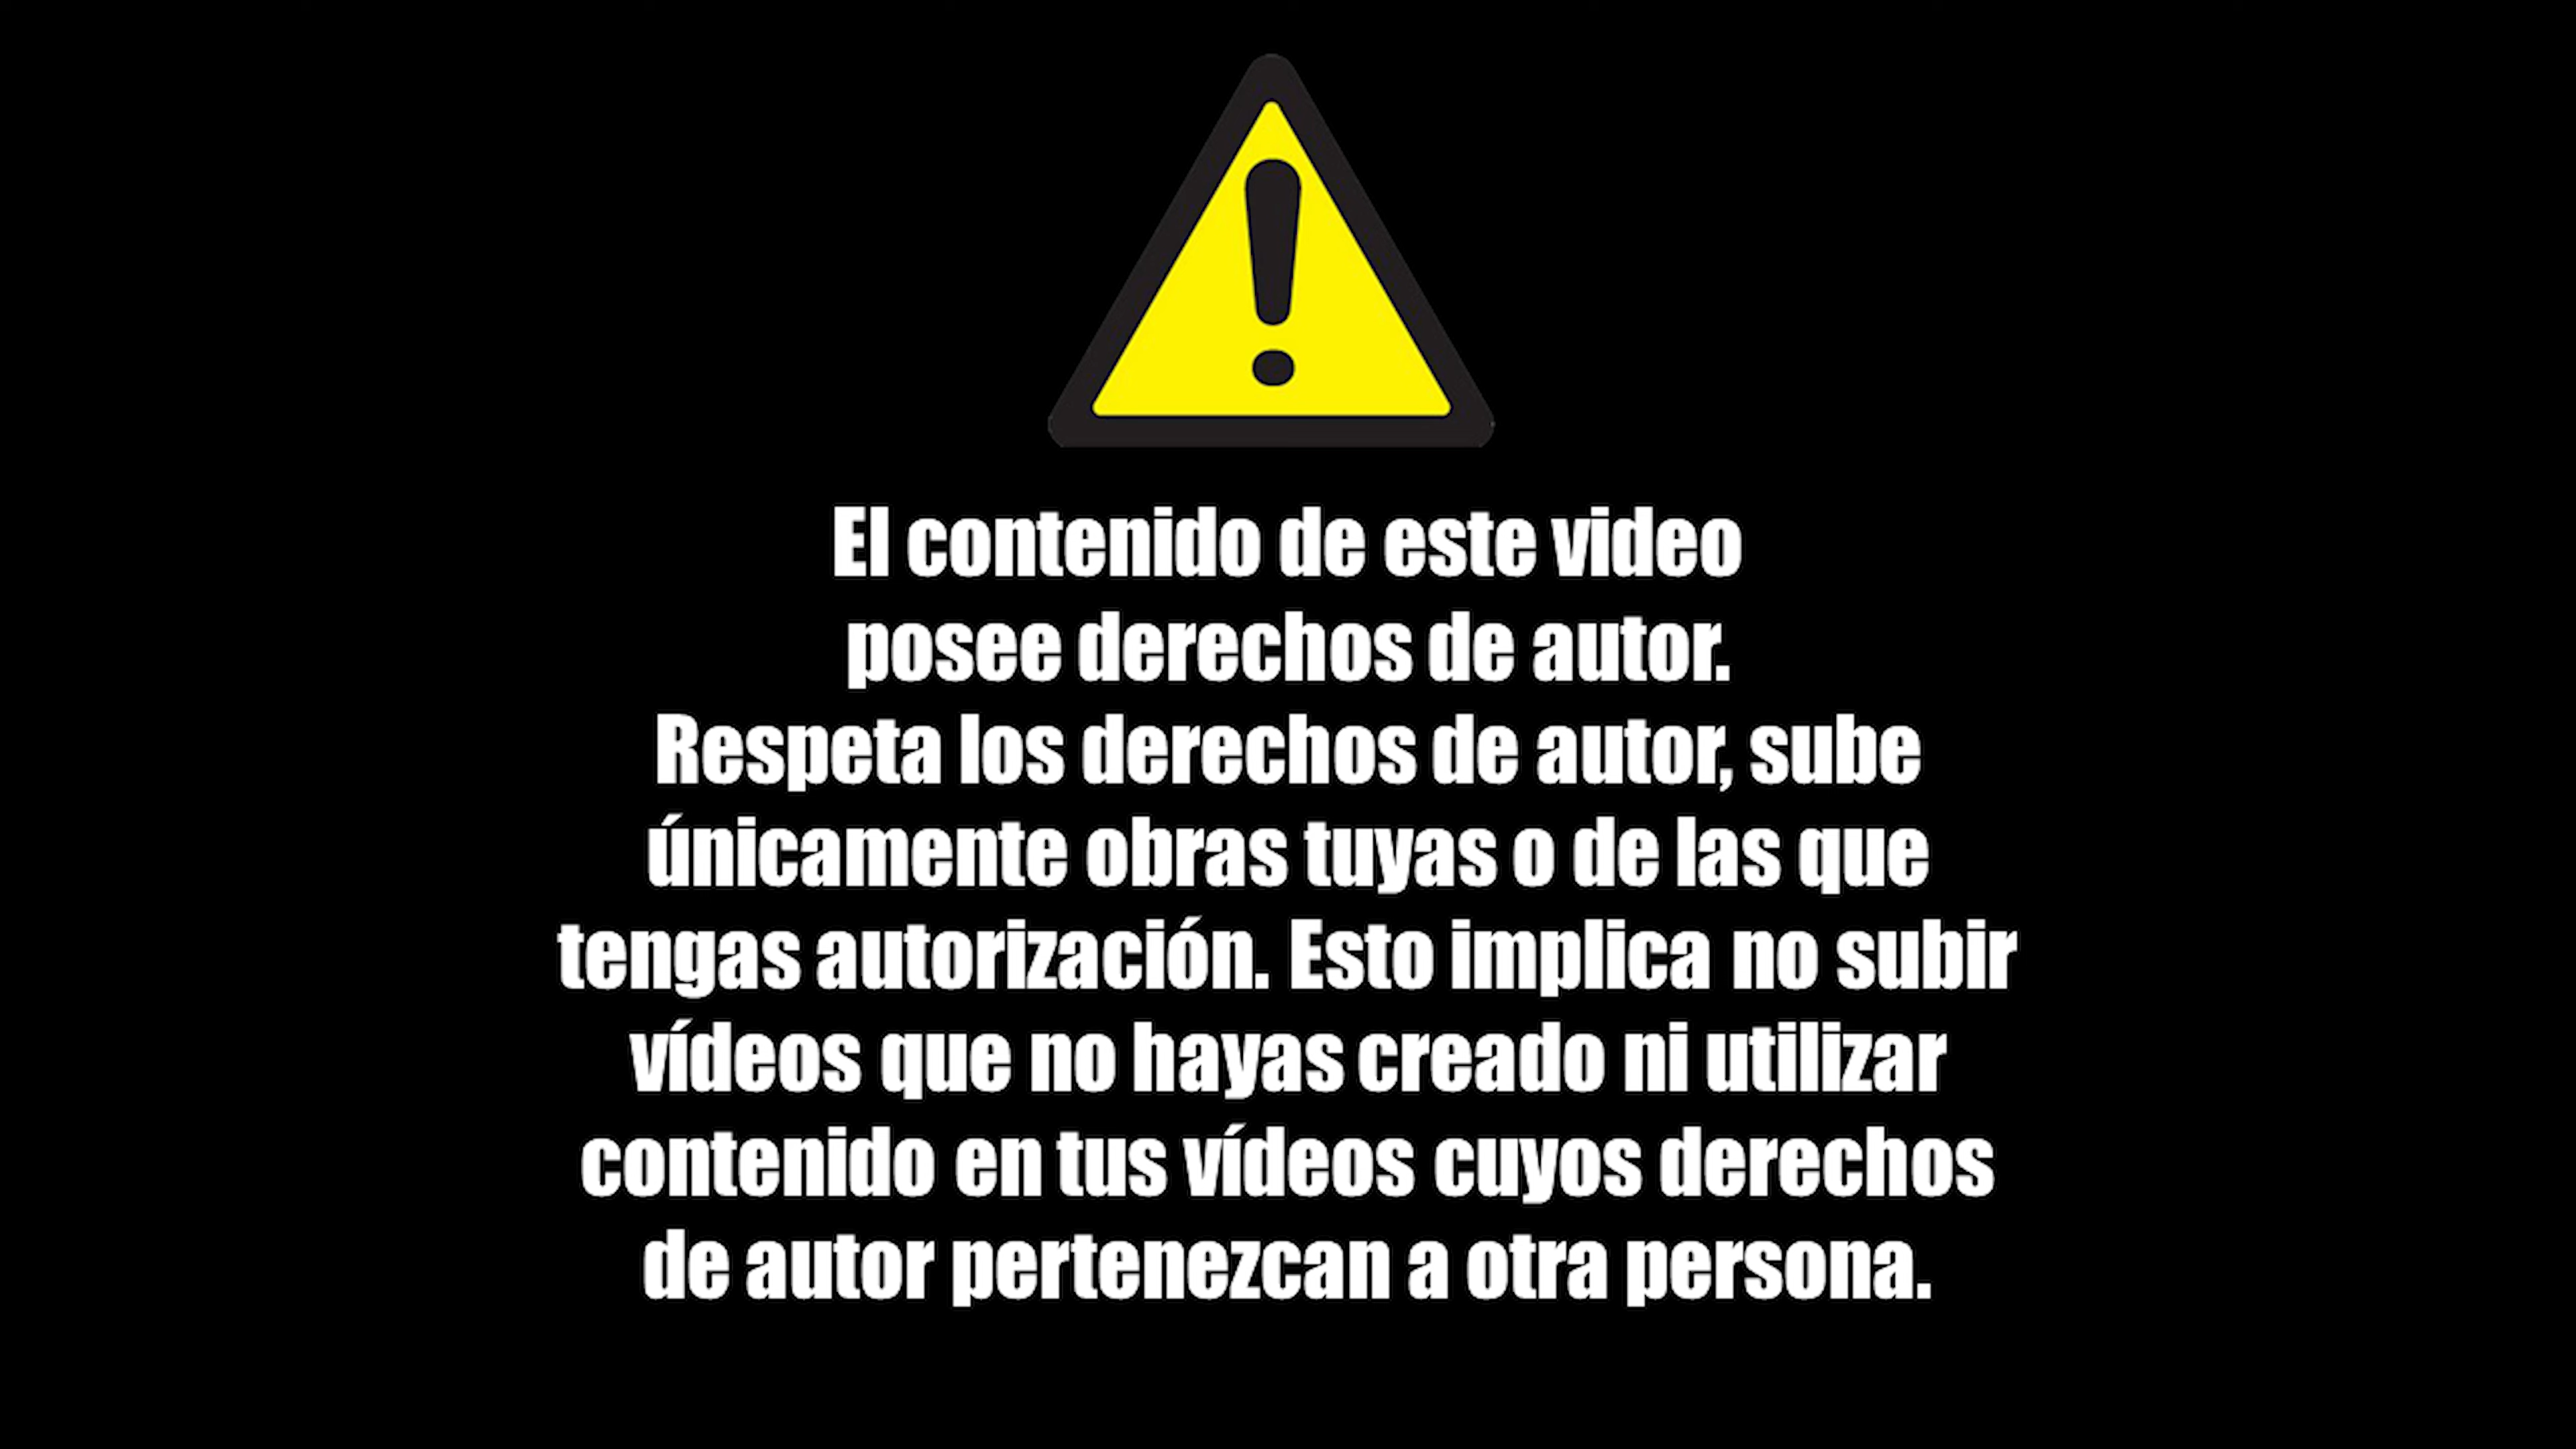 El contenido de este video
posee derechos de autor.
Respeta los derechos de autor, sube
únicamente obras tuyas o de las que
tengas autorización. Esto implica no subir
vídeos que no hayas creado ni utilizar
contenido en tus vídeos cuyos derechos
de autor pertenezcan a otra persona.